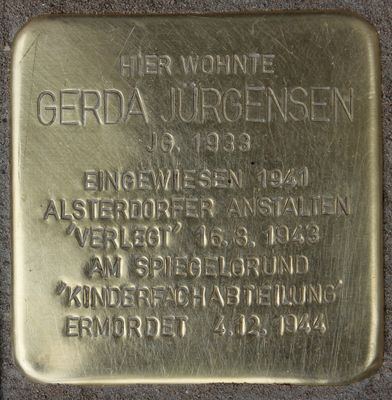 HIER WOHNTE
GERDA JÜRGENSEN
JG. 1933
EINGEWIESEN 1941
ALSTERDORFER ANSTALTEN
'VERLEGT' 16.8.1943
AM SPIEGELGRUND
'KINDERFACHABTEILUNG'
ERMORDET 4.12.1944